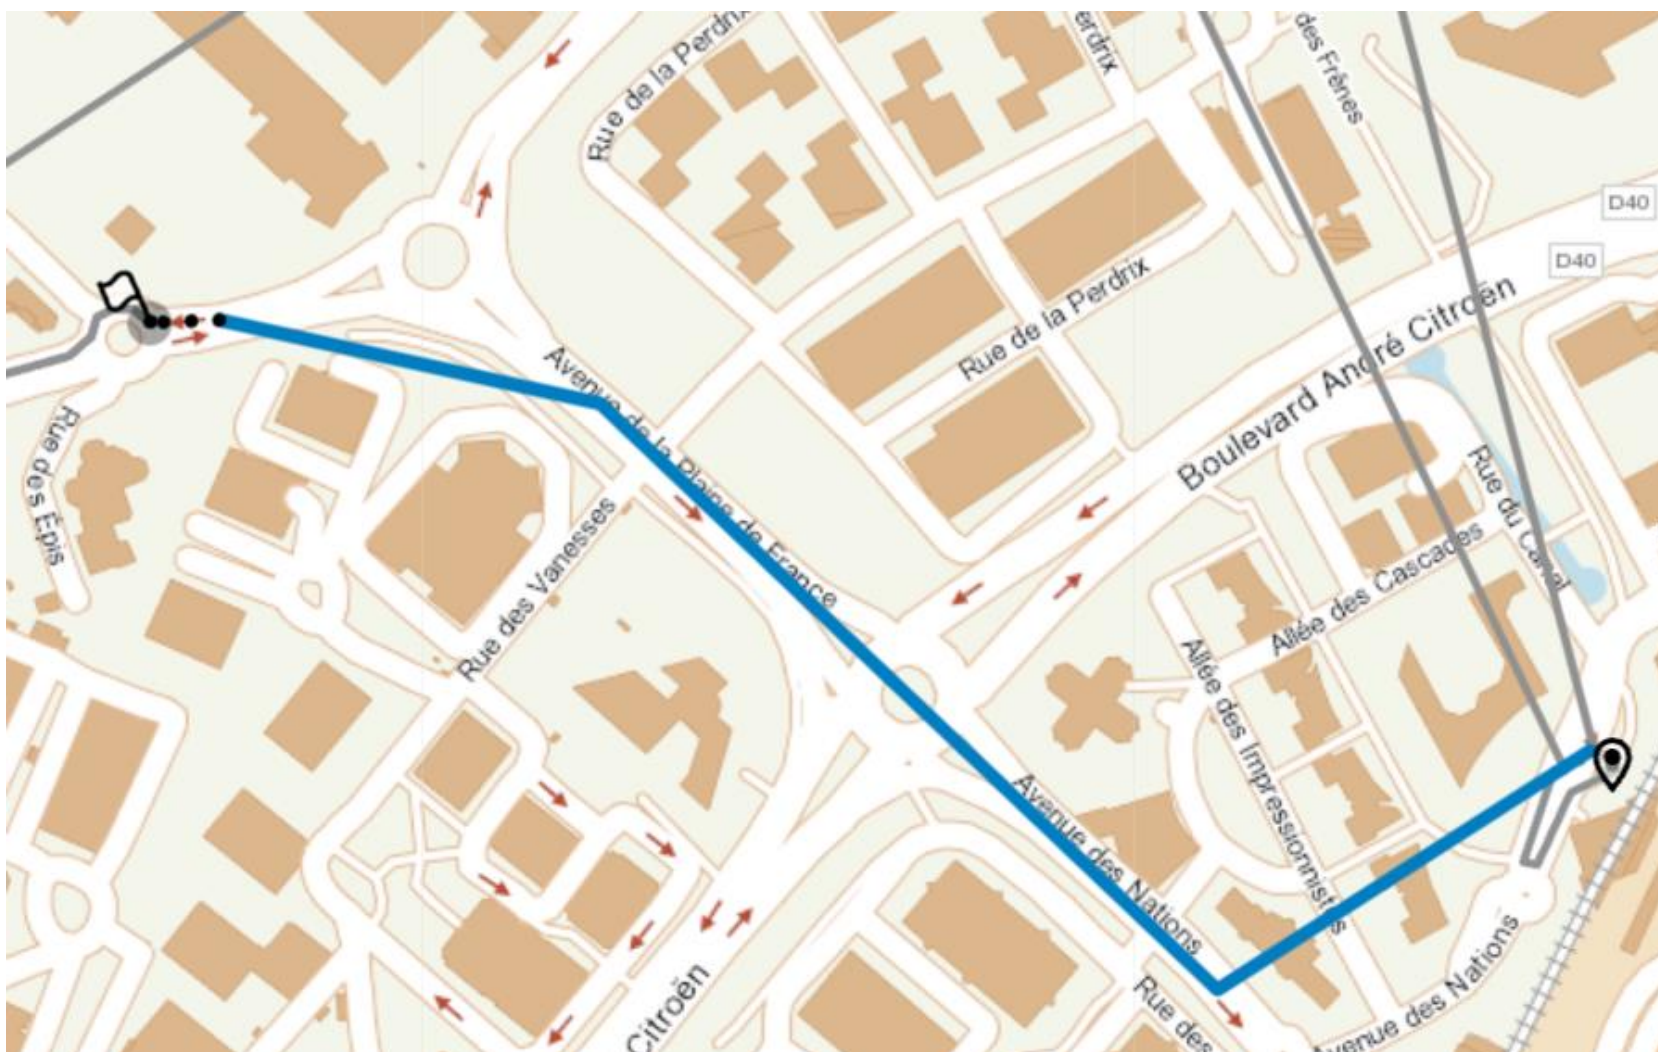 Rue de la Perdrix
erdrix
des Frênes
D40
D40
Rue de la Perdrix
Boulevard André Citroën
Avenue de la Plaine de France
Rue des Épis
Rue des Vanesses
Rue du Canal
Allée des Cascades
Allée des Impressionnistes
Avenue des Nations
Avenue des Nations
Rue des
Citroën